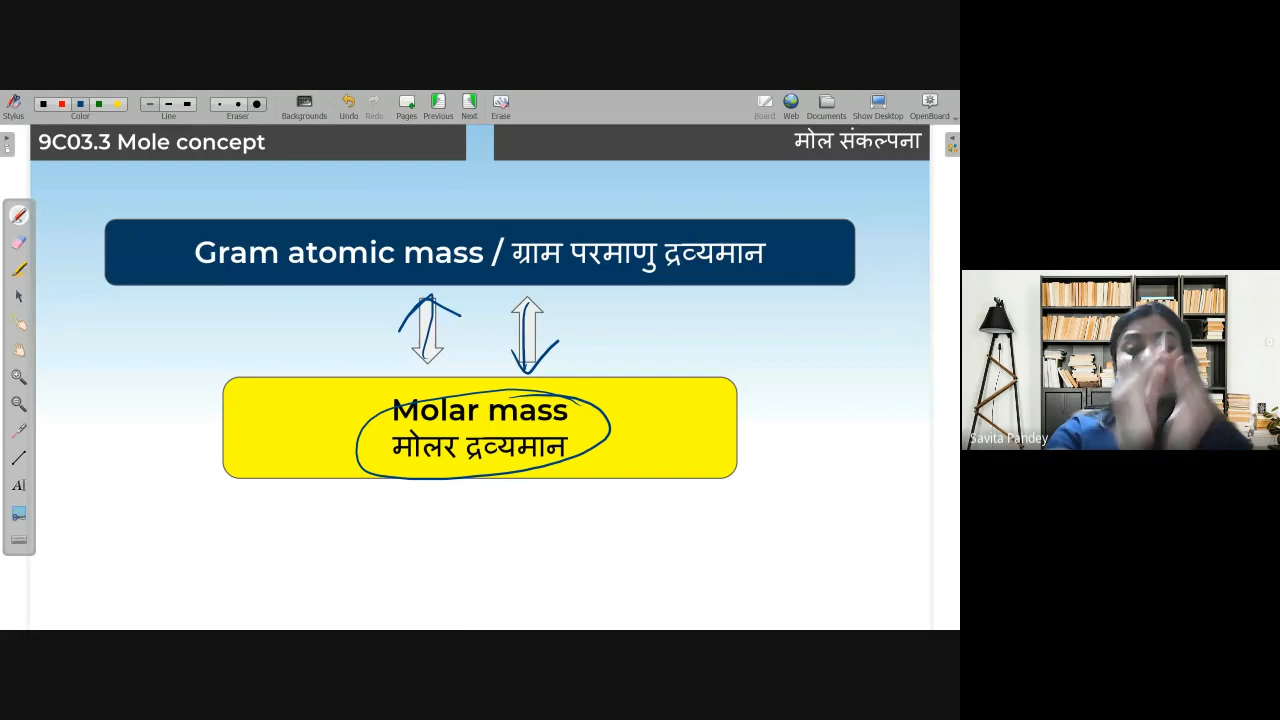 Stylus
Color
Line
Eraser
Backgrounds
Undo
Redo
Pages
Previous
Next
Erase
Board
Web
Documents
Show Desktop
OpenBoard
9C03.3 Mole concept
मोल संकल्पना
Gram atomic mass / ग्राम परमाणु द्रव्यमान
Molar mass
मोलर द्रव्यमान
AI
Savita Pandey